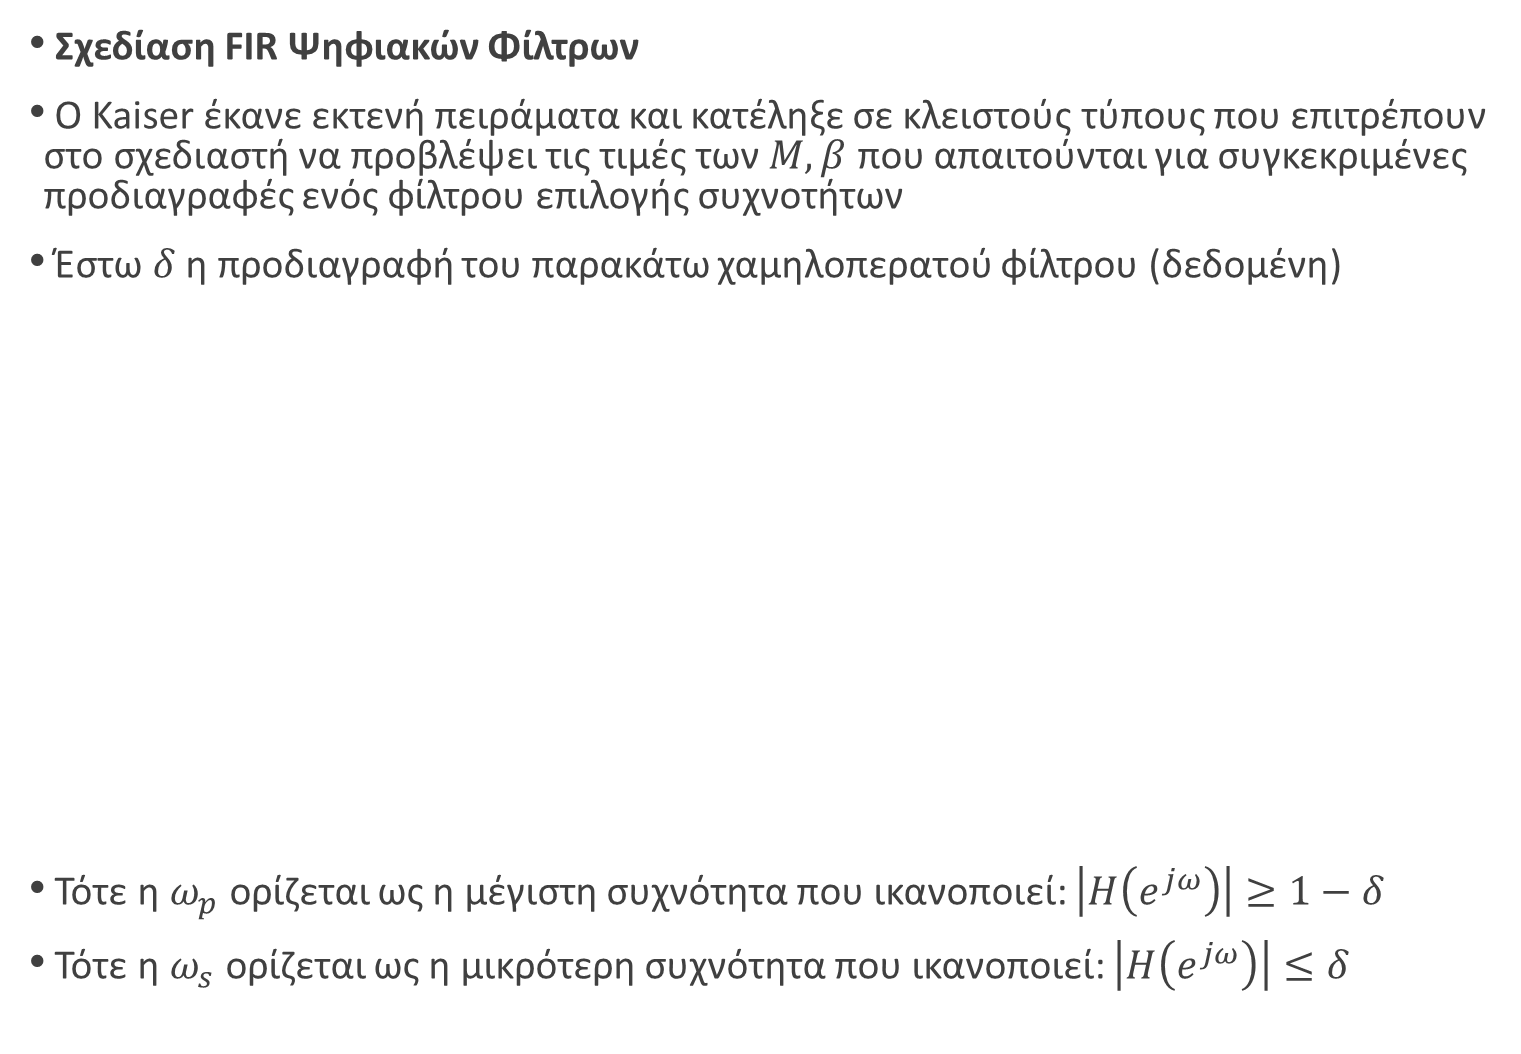 • Σχεδίαση FIR Ψηφιακών Φίλτρων
• Ο Kaiser έκανε εκτενή πειράματα και κατέληξε σε κλειστούς τύπους που επιτρέπουν
στο σχεδιαστή να προβλέψει τις τιμές των 𝑀, 𝛽 που απαιτούνται για συγκεκριμένες
προδιαγραφές ενός φίλτρου επιλογής συχνοτήτων
• Έστω 𝛿 η προδιαγραφή του παρακάτω χαμηλοπερατού φίλτρου (δεδομένη)
• Τότε η 𝜔_𝑝 ορίζεται ως η μέγιστη συχνότητα που ικανοποιεί: |𝐻(𝑒^{𝑗𝜔})| ≥ 1 − 𝛿
• Τότε η 𝜔_𝑠 ορίζεται ως η μικρότερη συχνότητα που ικανοποιεί: |𝐻(𝑒^{𝑗𝜔})| ≤ 𝛿